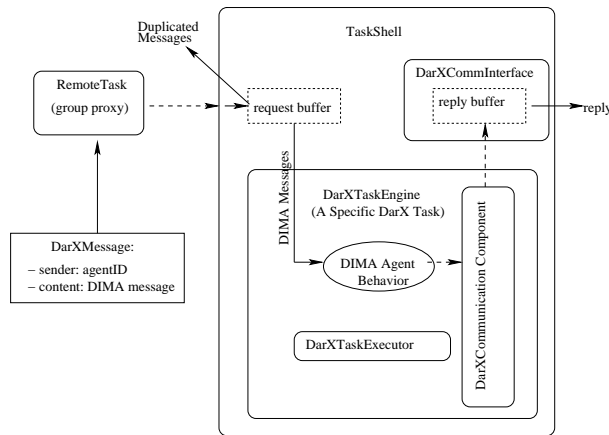 Duplicated
Messages
TaskShell
RemoteTask
(group proxy)
request buffer
DarXCommInterface
reply buffer
reply
DIMA Messages
DarXTaskEngine
(A Specific DarX Task)
DarXMessage:
– sender: agentID
– content: DIMA message
DIMA Agent
Behavior
DarXCommunication Component
DarXTaskExecutor